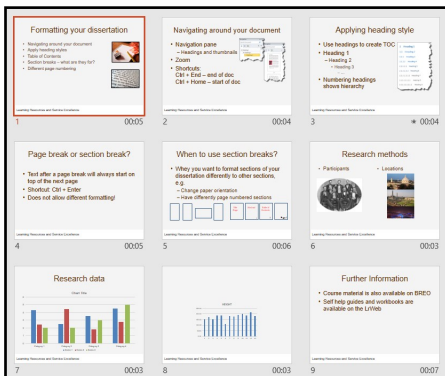 Formatting your dissertation
• Navigating around your document
• Apply heading styles
• Table of Contents
• Section breaks – what are they for?
• Different page numbering
Learning Resources and Service Excellence
1 00:05
Navigating around your document
• Navigation pane
– Headings and thumbnails
• Zoom
• Shortcuts:
Ctrl + End – end of doc
Ctrl + Home – start of doc
Learning Resources and Service Excellence
2 00:04
Applying heading style
• Use headings to create TOC
• Heading 1
– Heading 2
• Heading 3
• Numbering headings
shows hierarchy
Learning Resources and Service Excellence
3 00:04
Page break or section break?
• Text after a page break will always start on
top of the next page
• Shortcut: Ctrl + Enter
• Does not allow different formatting!
Learning Resources and Service Excellence
4 00:05
When to use section breaks?
• When you want to format sections of your
dissertation differently to other sections,
e.g.
– Change paper orientation
– Have differently page numbered sections
Learning Resources and Service Excellence
5 00:06
Research methods
• Participants
• Locations
Learning Resources and Service Excellence
6 00:03
Research data
Learning Resources and Service Excellence
7 00:03
Learning Resources and Service Excellence
8 00:03
Further Information
• Course material is also available on BREO
• Self help guides and workbooks are
available on the LrWeb
Learning Resources and Service Excellence
9 00:07